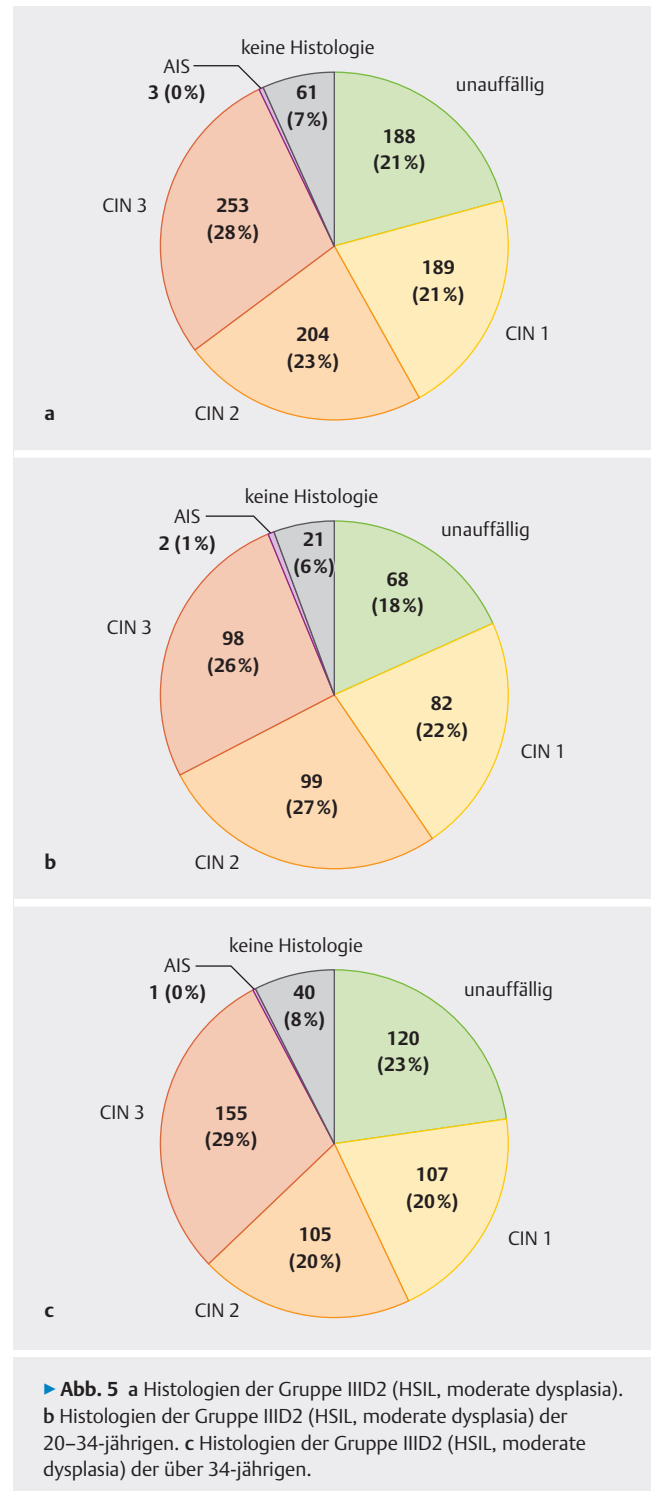 keine Histologie
AIS
3 (0%)
61
(7%)
unauffällig
188
(21%)
CIN 3
253
(28%)
189
(21%)
CIN 1
204
(23%)
CIN 2
a
keine Histologie
AIS
2 (1%)
21
(6%)
unauffällig
68
(18%)
CIN 3
98
(26%)
82
(22%)
CIN 1
99
(27%)
CIN 2
b
keine Histologie
AIS
1 (0%)
40
(8%)
unauffällig
120
(23%)
CIN 3
155
(29%)
107
(20%)
CIN 1
105
(20%)
CIN 2
c
▶ Abb. 5 a Histologien der Gruppe IIID2 (HSIL, moderate dysplasia).
b Histologien der Gruppe IIID2 (HSIL, moderate dysplasia) der
20–34-jährigen. c Histologien der Gruppe IIID2 (HSIL, moderate
dysplasia) der über 34-jährigen.